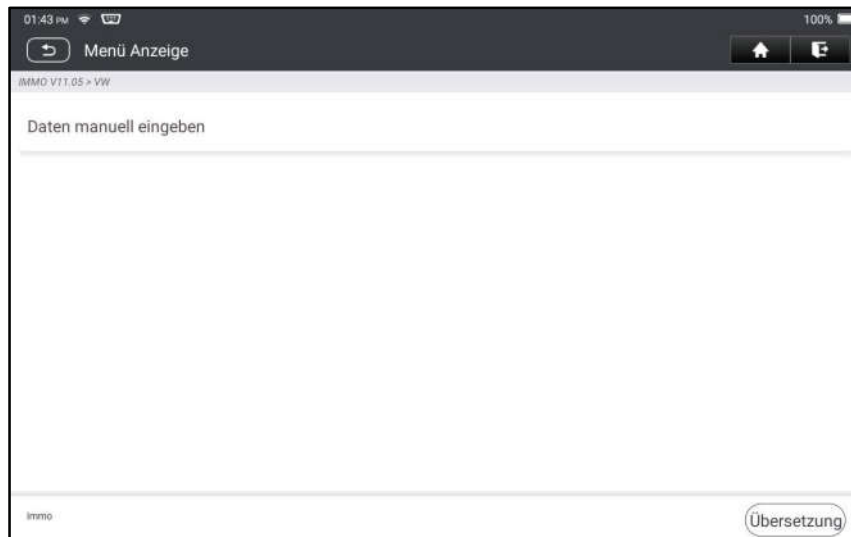 01:43 PM 100%
Menü Anzeige
IMMO V11.05 > VW
Daten manuell eingeben
Immo
Übersetzung